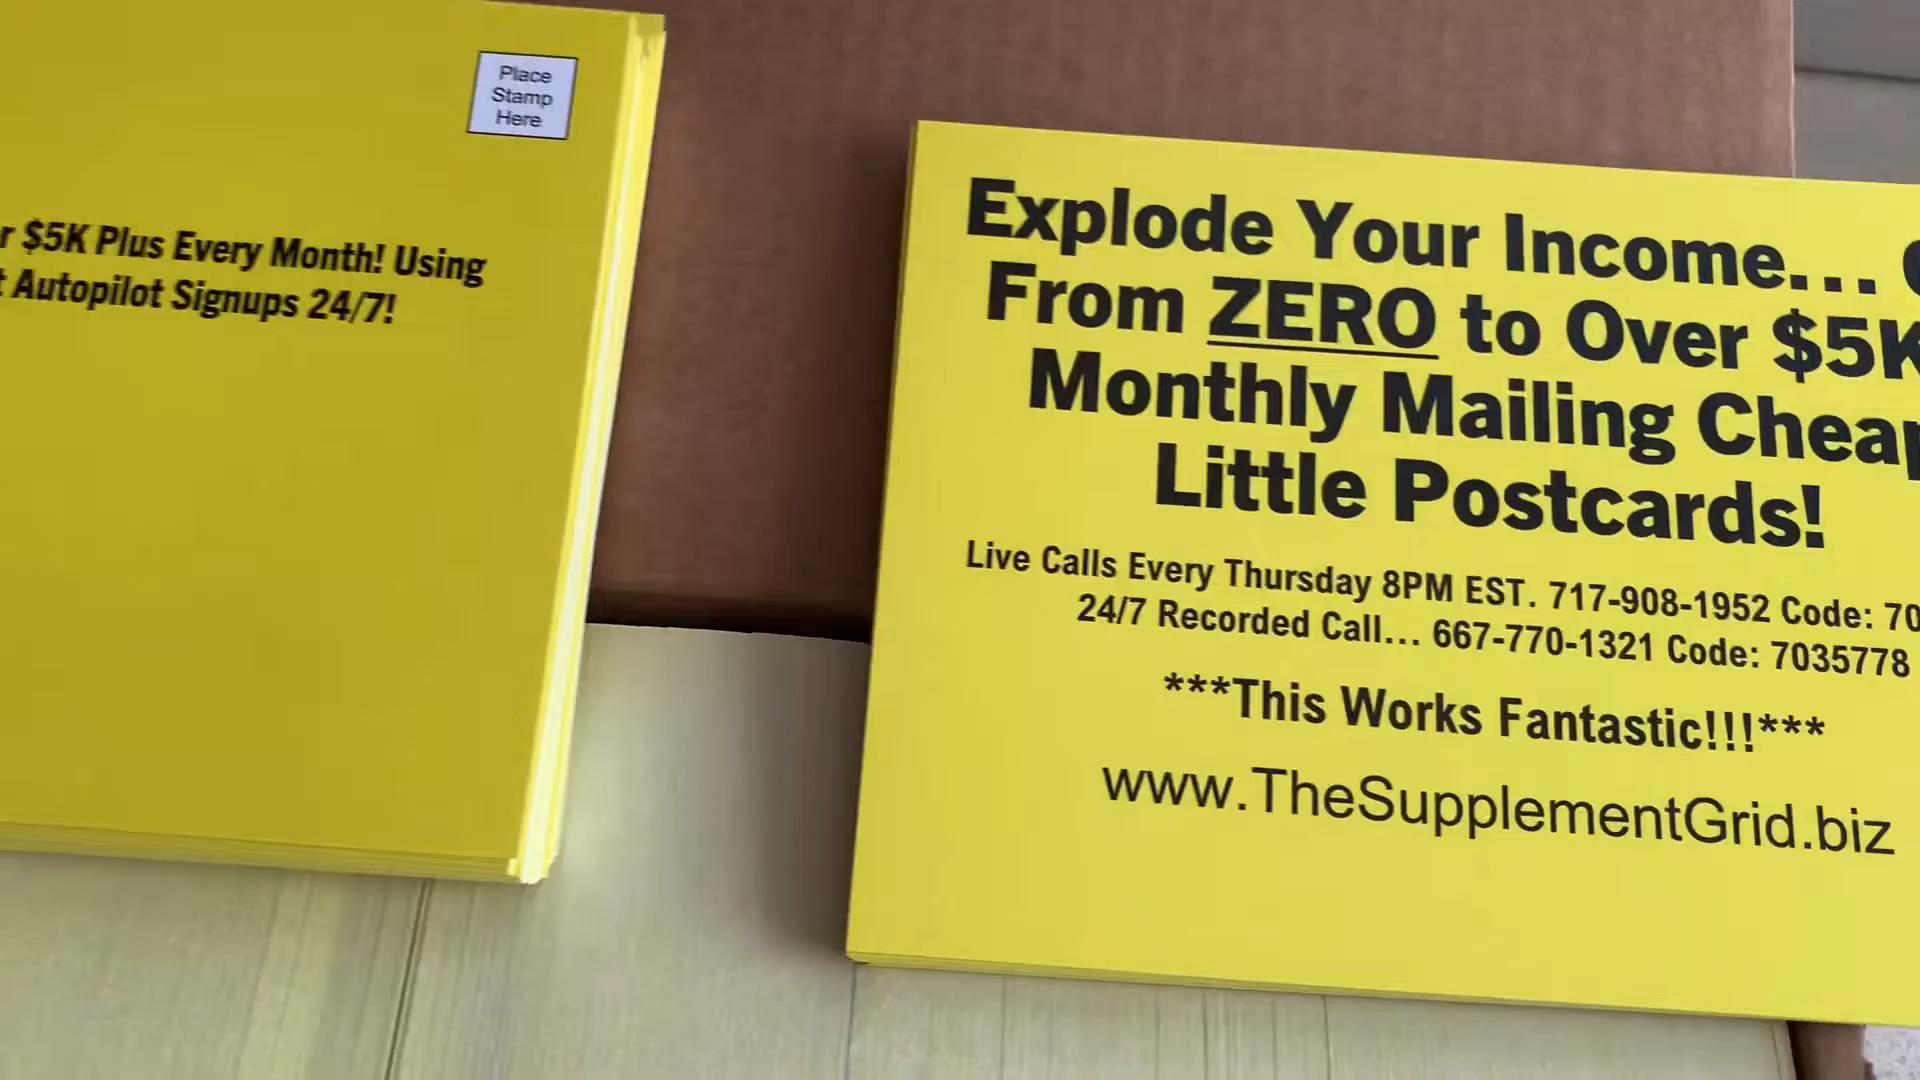 Place
Stamp
Here
r $5K Plus Every Month! Using
t Autopilot Signups 24/7!
Explode Your Income...
From ZERO to Over $5K
Monthly Mailing Cheap
Little Postcards!
Live Calls Every Thursday 8PM EST. 717-908-1952 Code: 70
24/7 Recorded Call... 667-770-1321 Code: 7035778
***This Works Fantastic!!!***
www.TheSupplementGrid.biz